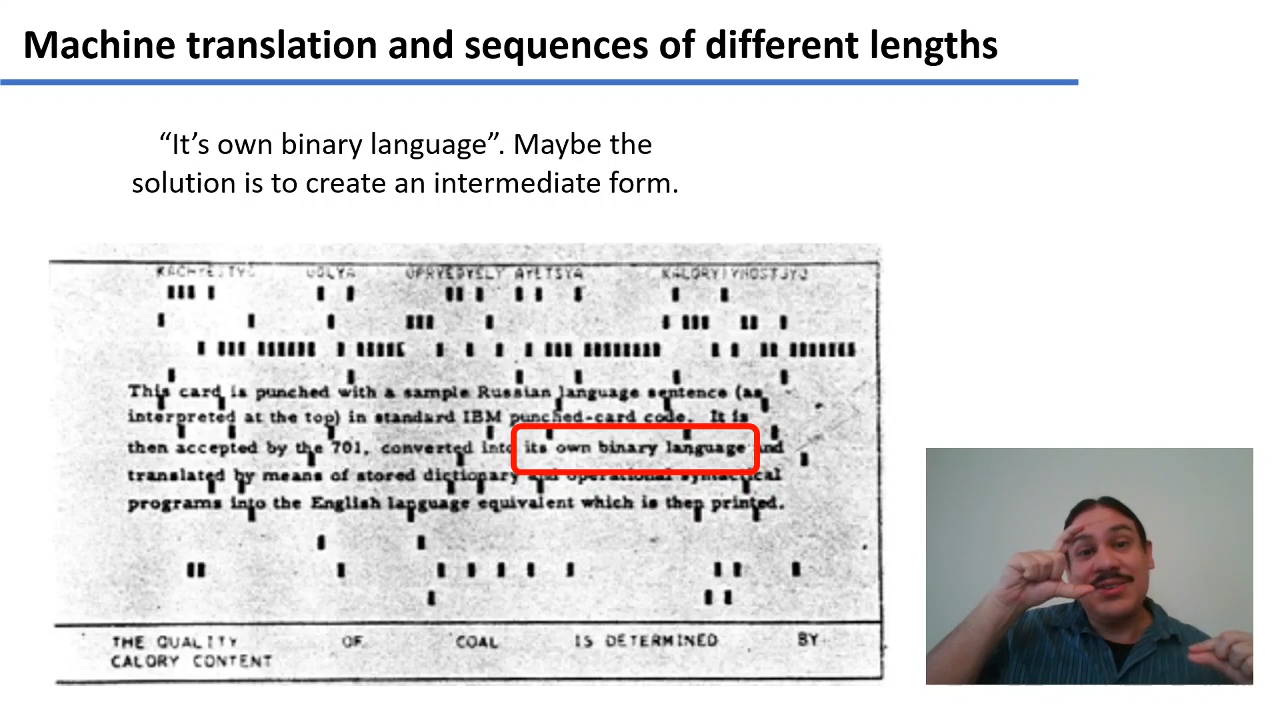 Machine translation and sequences of different lengths
“It’s own binary language”. Maybe the
solution is to create an intermediate form.
UGLYA UPRYEDYELYAYETSYA KALORYIYNOSTJYU
This card is punched with a sample Russian language sentence (as
interpreted at the top) in standard IBM punched-card code. It is
then accepted by the 701, converted into its own binary language and
translated by means of stored dictionary and operational syntactical
programs into the English language equivalent which is then printed.
THE QUALITY OF COAL IS DETERMINED BY
CALORY CONTENT